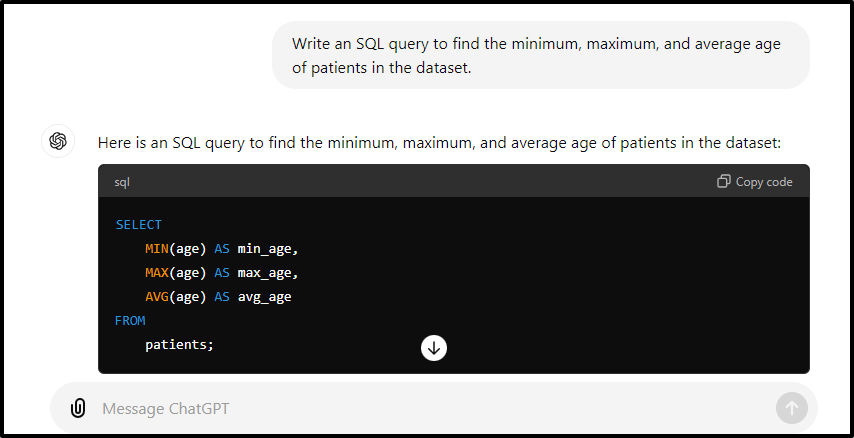 Write an SQL query to find the minimum, maximum, and average age
of patients in the dataset.
Here is an SQL query to find the minimum, maximum, and average age of patients in the dataset:
sql Copy code
SELECT
    MIN(age) AS min_age,
    MAX(age) AS max_age,
    AVG(age) AS avg_age
FROM
    patients;
Message ChatGPT